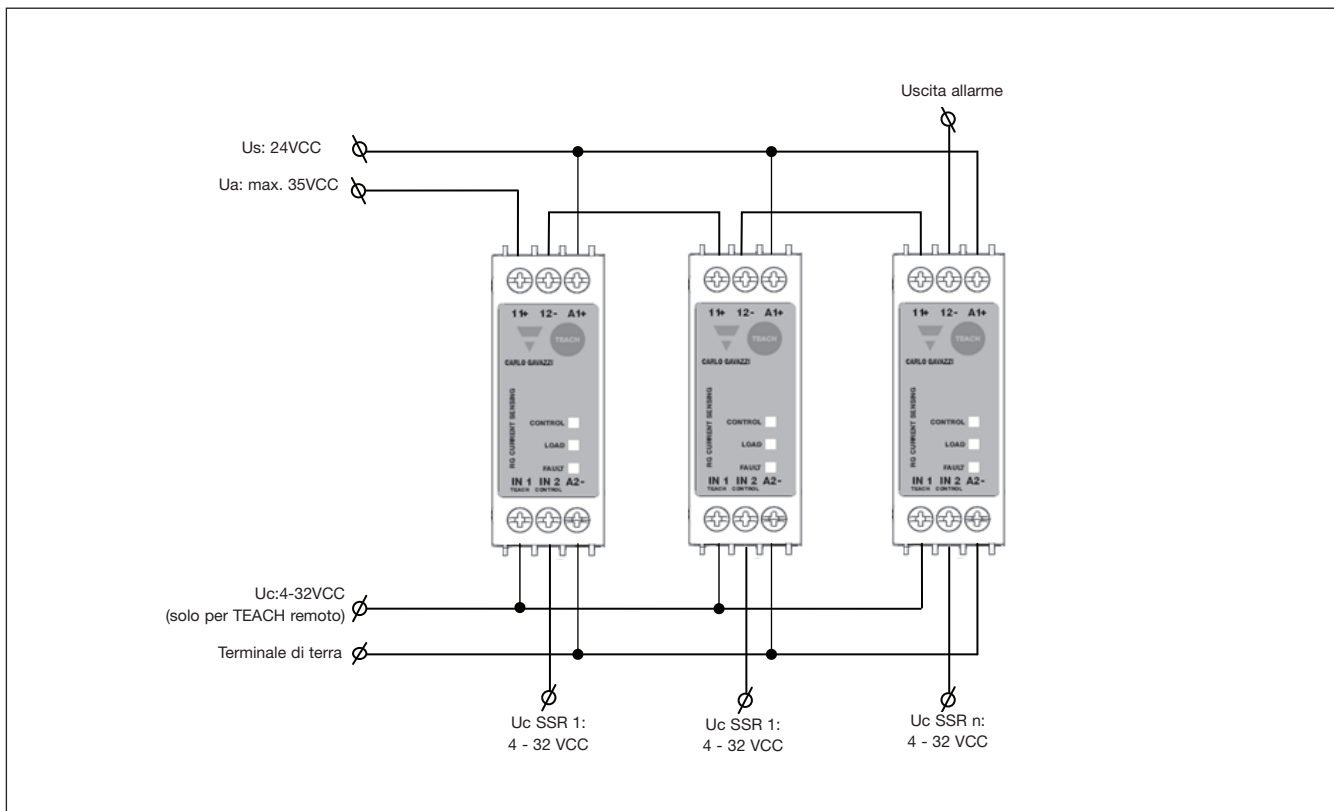 Uscita allarme
Us: 24VCC
Ua: max. 35VCC
11+ 12- A1+
TEACH
CARLO GAVAZZI
RG CURRENT SENSING
CONTROL
LOAD
FAULT
IN 1 IN 2 A2-
TEACH CONTROL
11+ 12- A1+
TEACH
CARLO GAVAZZI
RG CURRENT SENSING
CONTROL
LOAD
FAULT
IN 1 IN 2 A2-
TEACH CONTROL
11+ 12- A1+
TEACH
CARLO GAVAZZI
RG CURRENT SENSING
CONTROL
LOAD
FAULT
IN 1 IN 2 A2-
TEACH CONTROL
Uc:4-32VCC
(solo per TEACH remoto)
Terminale di terra
Uc SSR 1:
4 - 32 VCC
Uc SSR 1:
4 - 32 VCC
Uc SSR n:
4 - 32 VCC